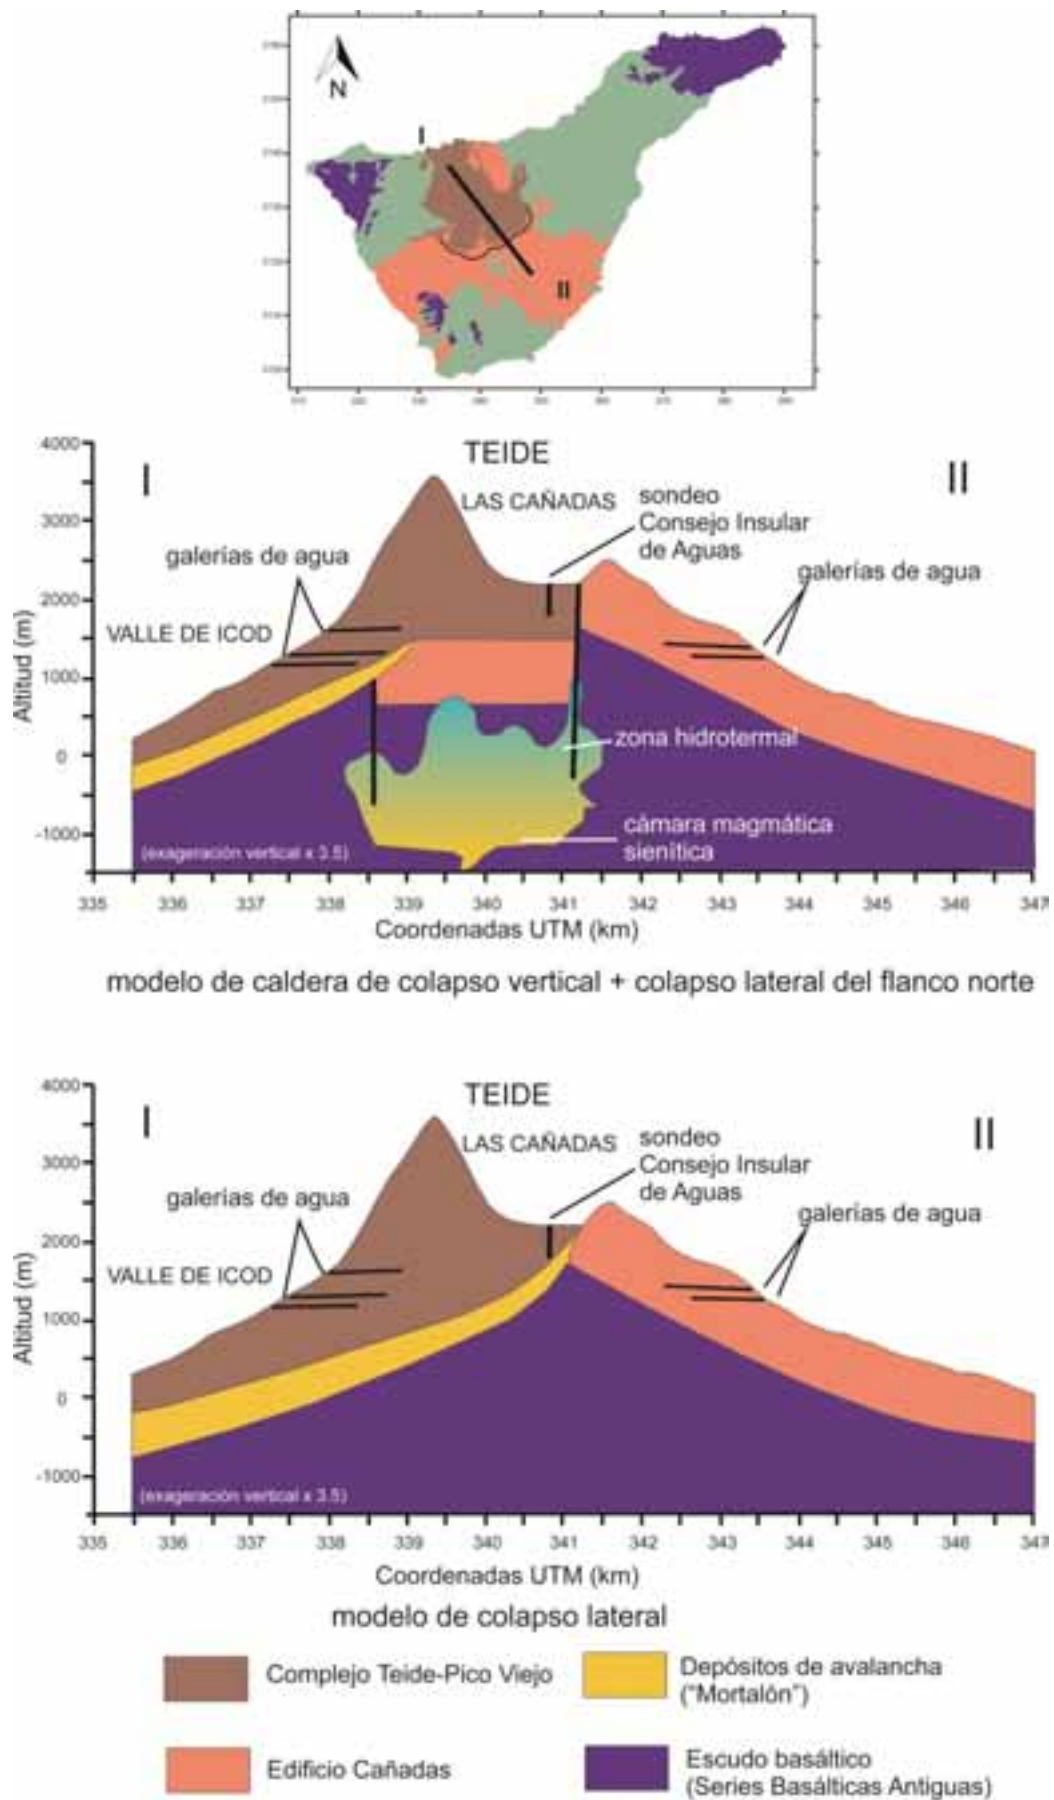 N
I
II
4000
TEIDE
I
II
LAS CAÑADAS
sondeo
Consejo Insular
de Aguas
3000
galerías de agua
galerías de agua
2000
VALLE DE ICOD
1000
Altitud (m)
zona hidrotermal
0
cámara magmática
sienítica
-1000
(exageración vertical x 3.5)
335 336 337 338 339 340 341 342 343 344 345 346 347
Coordenadas UTM (km)
modelo de caldera de colapso vertical + colapso lateral del flanco norte
4000
TEIDE
I
II
LAS CAÑADAS
sondeo
Consejo Insular
de Aguas
3000
galerías de agua
galerías de agua
2000
VALLE DE ICOD
1000
Altitud (m)
0
-1000
(exageración vertical x 3.5)
335 336 337 338 339 340 341 342 343 344 345 346 347
Coordenadas UTM (km)
modelo de colapso lateral
Complejo Teide-Pico Viejo
Depósitos de avalancha
("Mortalón")
Edificio Cañadas
Escudo basáltico
(Series Basálticas Antiguas)